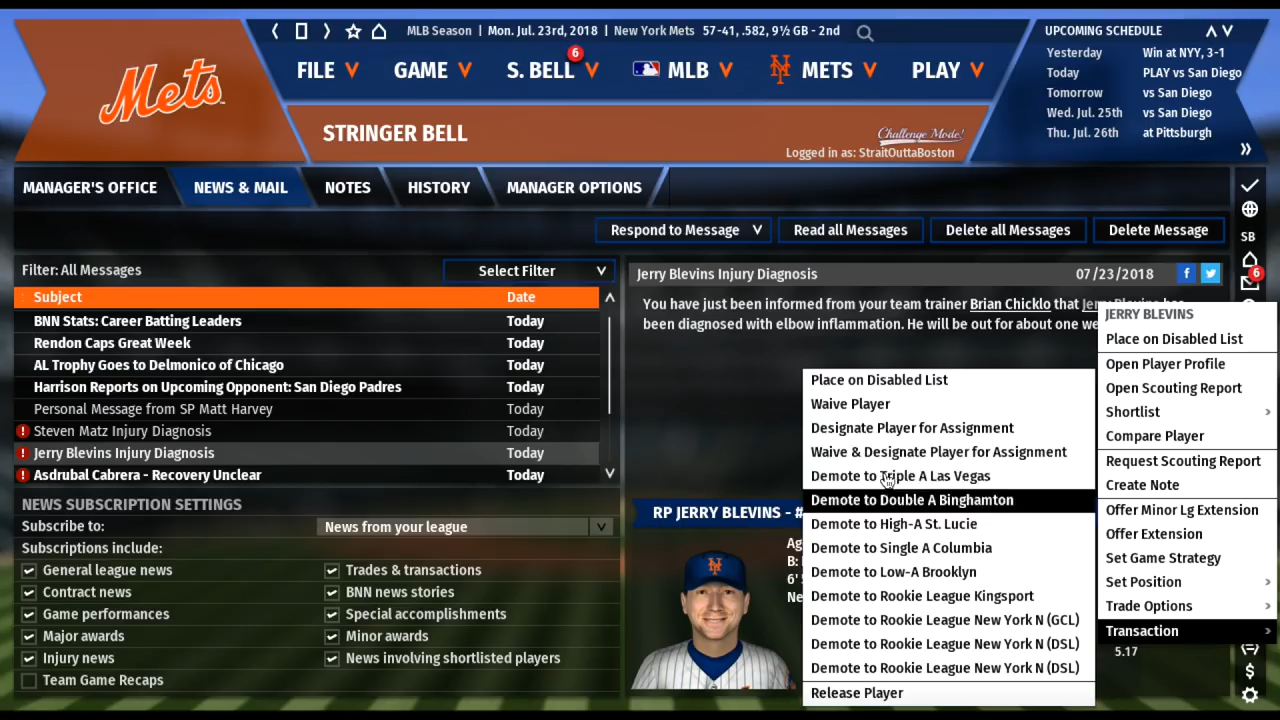 Mets
MLB Season | Mon. Jul. 23rd, 2018 | New York Mets 57-41, .582, 9½ GB - 2nd
FILE GAME S. BELL 6 MLB METS PLAY
UPCOMING SCHEDULE
Yesterday Win at NYY, 3-1
Today PLAY vs San Diego
Tomorrow vs San Diego
Wed. Jul. 25th vs San Diego
Thu. Jul. 26th at Pittsburgh
STRINGER BELL
Challenge Mode!
Logged in as: StraitOuttaBoston
MANAGER'S OFFICE NEWS & MAIL NOTES HISTORY MANAGER OPTIONS
Respond to Message Read all Messages Delete all Messages Delete Message
SB
6
Filter: All Messages Select Filter
Subject Date
BNN Stats: Career Batting Leaders Today
Rendon Caps Great Week Today
AL Trophy Goes to Delmonico of Chicago Today
Harrison Reports on Upcoming Opponent: San Diego Padres Today
Personal Message from SP Matt Harvey Today
Steven Matz Injury Diagnosis Today
Jerry Blevins Injury Diagnosis Today
Asdrubal Cabrera - Recovery Unclear Today
NEWS SUBSCRIPTION SETTINGS
Subscribe to: News from your league
Subscriptions include:
General league news Trades & transactions
Contract news BNN news stories
Game performances Special accomplishments
Major awards Minor awards
Injury news News involving shortlisted players
Team Game Recaps
Jerry Blevins Injury Diagnosis 07/23/2018
You have just been informed from your team trainer Brian Chicklo that
been diagnosed with elbow inflammation. He will be out for about one
RP JERRY BLEVINS - #
Place on Disabled List
Waive Player
Designate Player for Assignment
Waive & Designate Player for Assignment
Demote to Triple A Las Vegas
Demote to Double A Binghamton
Demote to High-A St. Lucie
Demote to Single A Columbia
Demote to Low-A Brooklyn
Demote to Rookie League Kingsport
Demote to Rookie League New York N (GCL)
Demote to Rookie League New York N (DSL)
Demote to Rookie League New York N (DSL)
Release Player
JERRY BLEVINS
Place on Disabled List
Open Player Profile
Open Scouting Report
Shortlist
Compare Player
Request Scouting Report
Create Note
Offer Minor Lg Extension
Offer Extension
Set Game Strategy
Set Position
Trade Options
Transaction
5.17